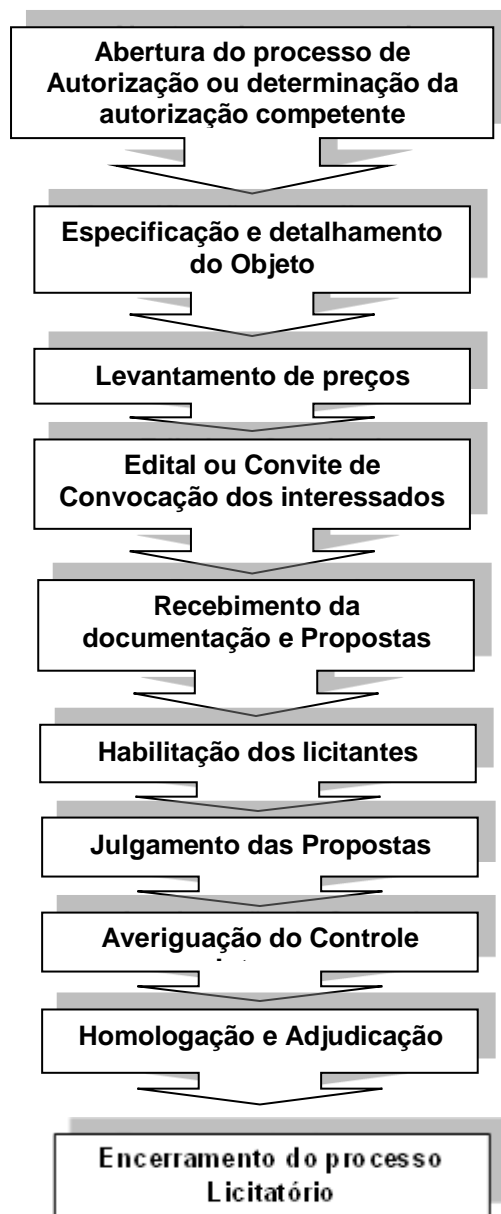 Abertura do processo de
Autorização ou determinação da
autorização competente
Especificação e detalhamento
do Objeto
Levantamento de preços
Edital ou Convite de
Convocação dos interessados
Recebimento da
documentação e Propostas
Habilitação dos licitantes
Julgamento das Propostas
Averiguação do Controle
Homologação e Adjudicação
Encerramento do processo
Licitatório